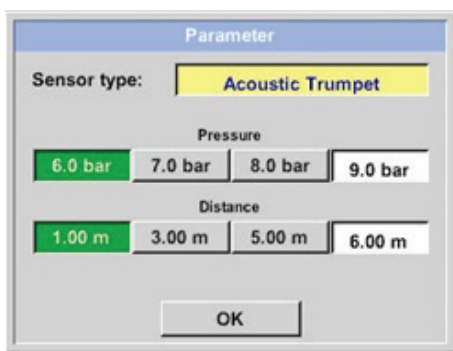 Parameter
Sensor type: Acoustic Trumpet
Pressure
6.0 bar 7.0 bar 8.0 bar 9.0 bar
Distance
1.00 m 3.00 m 5.00 m 6.00 m
OK